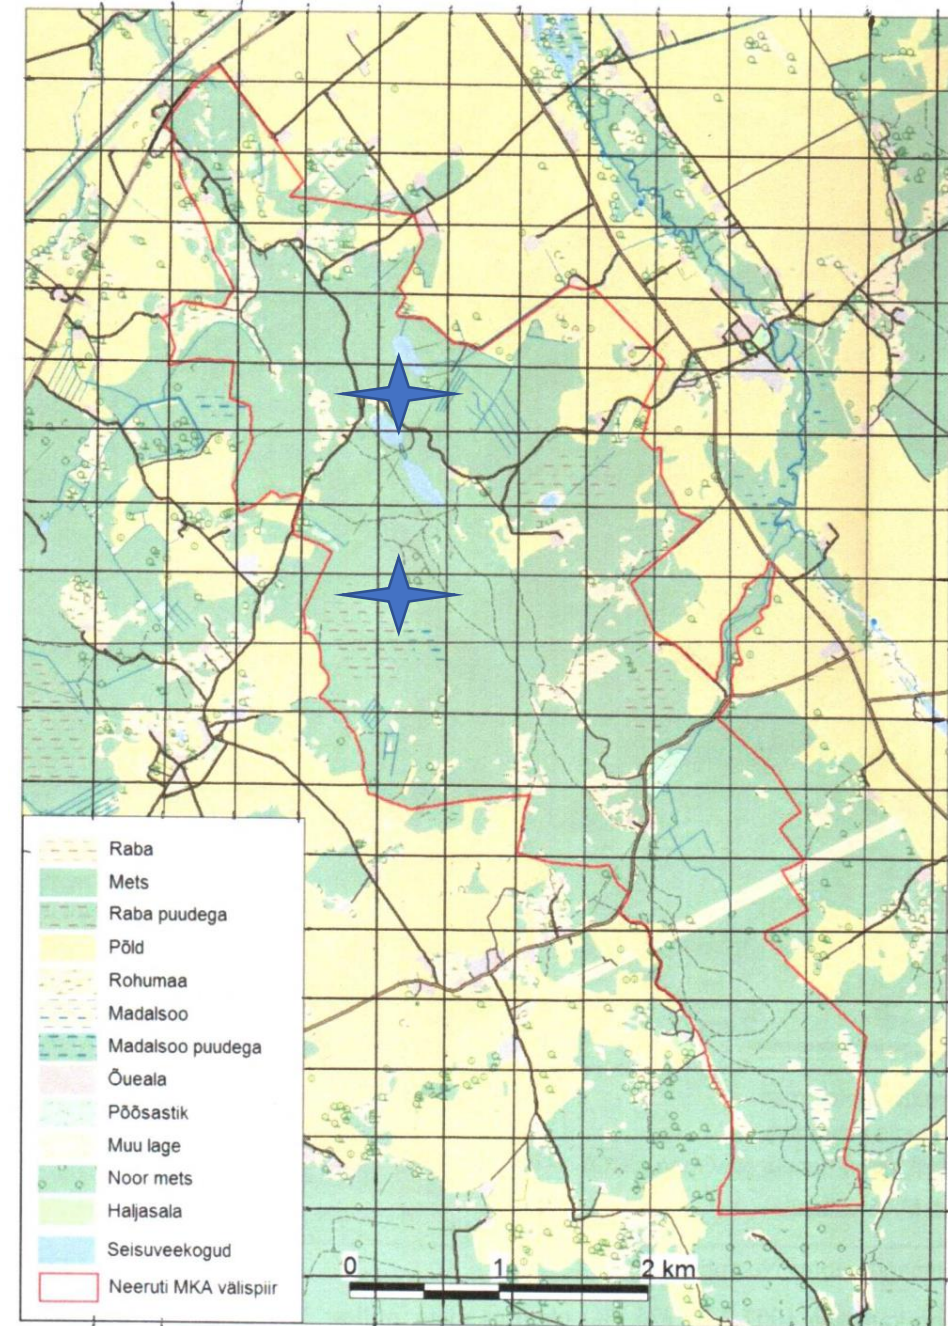 Raba
Mets
Raba puudega
Põld
Rohumaa
Madalsoo
Madalsoo puudega
Õueala
Põõsastik
Muu lage
Noor mets
Haljasala
Seisuveekogud
Neeruti MKA välispiir
0 1 2 km